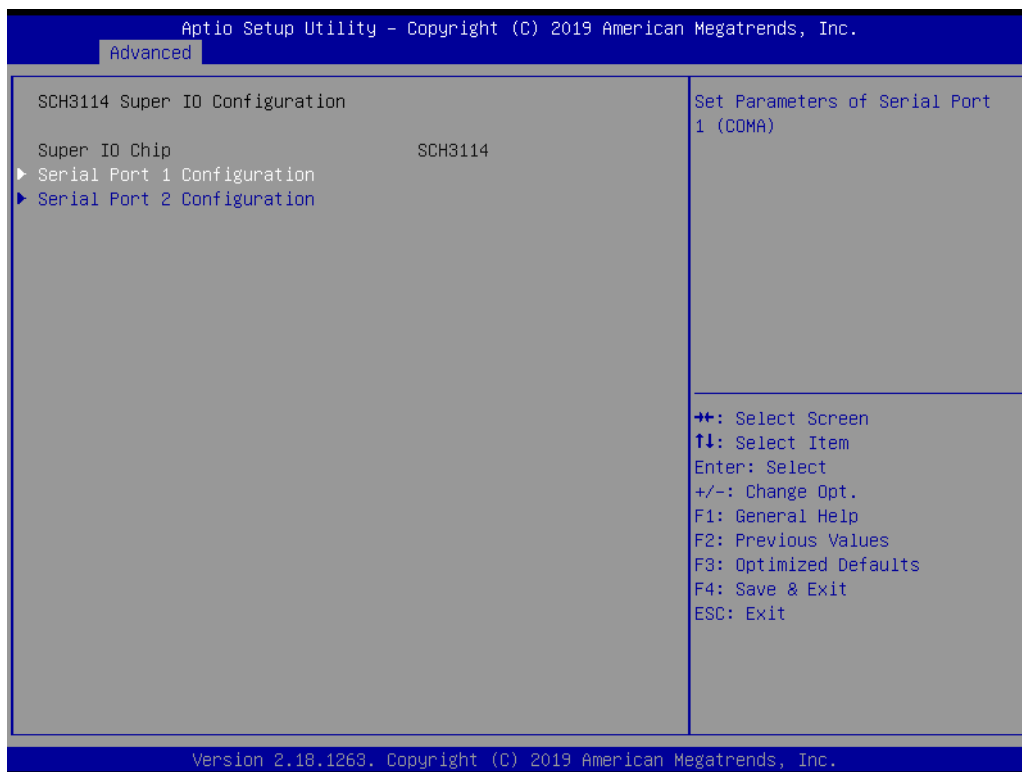 Aptio Setup Utility – Copyright (C) 2019 American Megatrends, Inc.
Advanced
SCH3114 Super IO Configuration
Super IO Chip SCH3114
▶ Serial Port 1 Configuration
▶ Serial Port 2 Configuration
Set Parameters of Serial Port
1 (COMA)
→←: Select Screen
↑↓: Select Item
Enter: Select
+/-: Change Opt.
F1: General Help
F2: Previous Values
F3: Optimized Defaults
F4: Save & Exit
ESC: Exit
Version 2.18.1263. Copyright (C) 2019 American Megatrends, Inc.